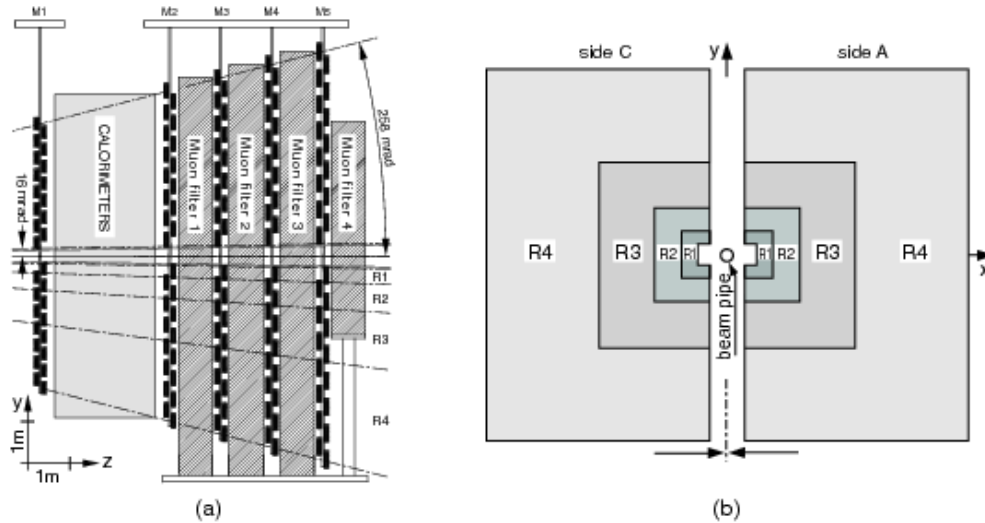 M1
M2
M3
M4
M5
16 mrad
CALORIMETERS
Muon filter 1
Muon filter 2
Muon filter 3
Muon filter 4
258 mrad
R1
R2
R3
R4
y
1m
1m
z
(a)
side C
y
side A
R4
R3
R2
R1
R1
R2
R3
R4
x
beam pipe
(b)